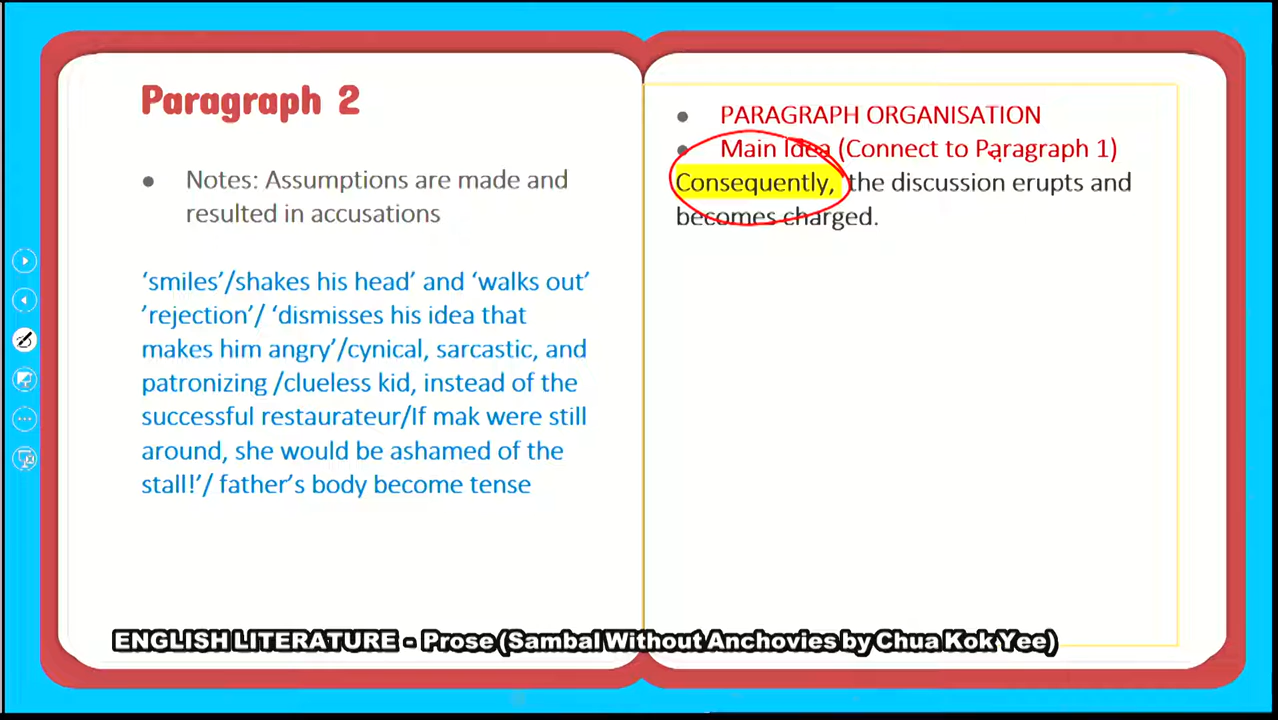 Paragraph 2
Notes: Assumptions are made and
resulted in accusations
‘smiles’/shakes his head’ and ‘walks out’
’rejection’/ ‘dismisses his idea that
makes him angry’/cynical, sarcastic, and
patronizing /clueless kid, instead of the
successful restaurateur/If mak were still
around, she would be ashamed of the
stall!’/ father’s body become tense
PARAGRAPH ORGANISATION
Main Idea (Connect to Paragraph 1)
Consequently, the discussion erupts and
becomes charged.
ENGLISH LITERATURE - Prose (Sambal Without Anchovies by Chua Kok Yee)